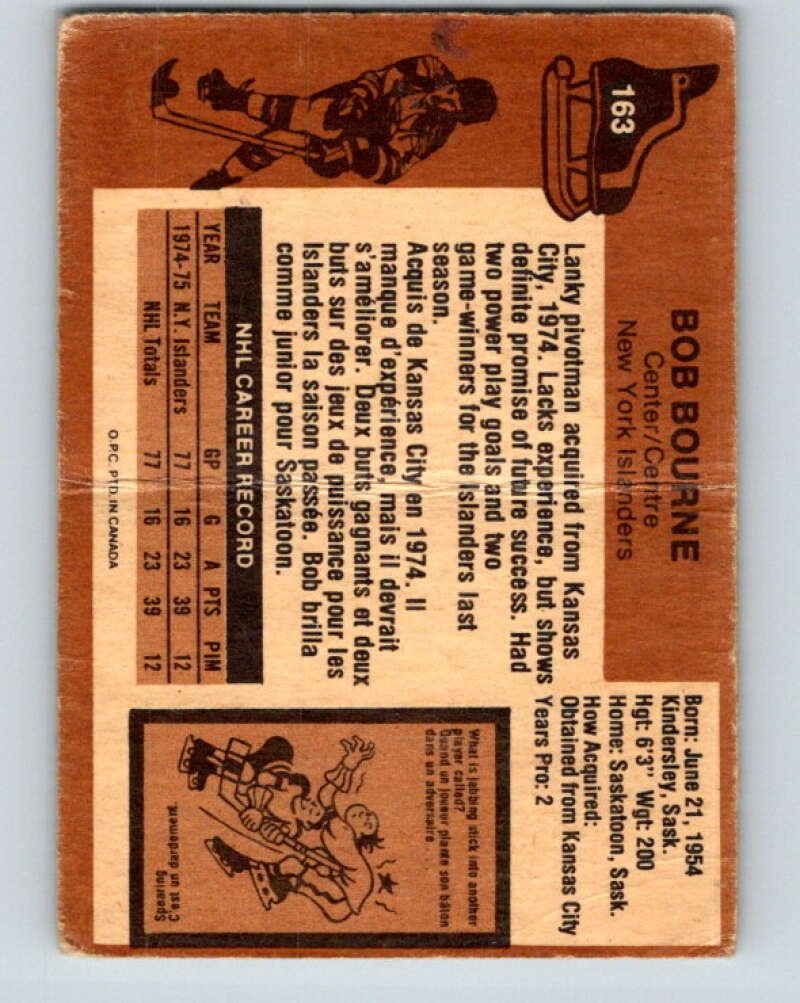 163
BOB BOURNE
Center/Centre
New York Islanders
Born: June 21, 1954
Kindersley, Sask.
Hgt: 6'3" Wgt: 200
Home: Saskatoon, Sask.
How Acquired:
Obtained from Kansas City
Years Pro: 2
Lanky pivotman acquired from Kansas
City, 1974. Lacks experience, but shows
definite promise of future success. Had
two power play goals and two
game-winners for the Islanders last
season.
Acquis de Kansas City en 1974. Il
manque d'expérience, mais il devrait
s'améliorer. Deux buts gagnants et deux
buts sur des jeux de puissance pour les
Islanders la saison passée. Bob brilla
comme junior pour Saskatoon.
NHL CAREER RECORD
YEAR TEAM GP G A PTS PIM
1974-75 N.Y. Islanders 77 16 23 39 12
NHL Totals 77 16 23 39 12
O.P.C. PTD. IN CANADA
What is jabbing stick into another
player called?
Quand un joueur plante son bâton
dans un adversaire
Spearing
C'est un dardement